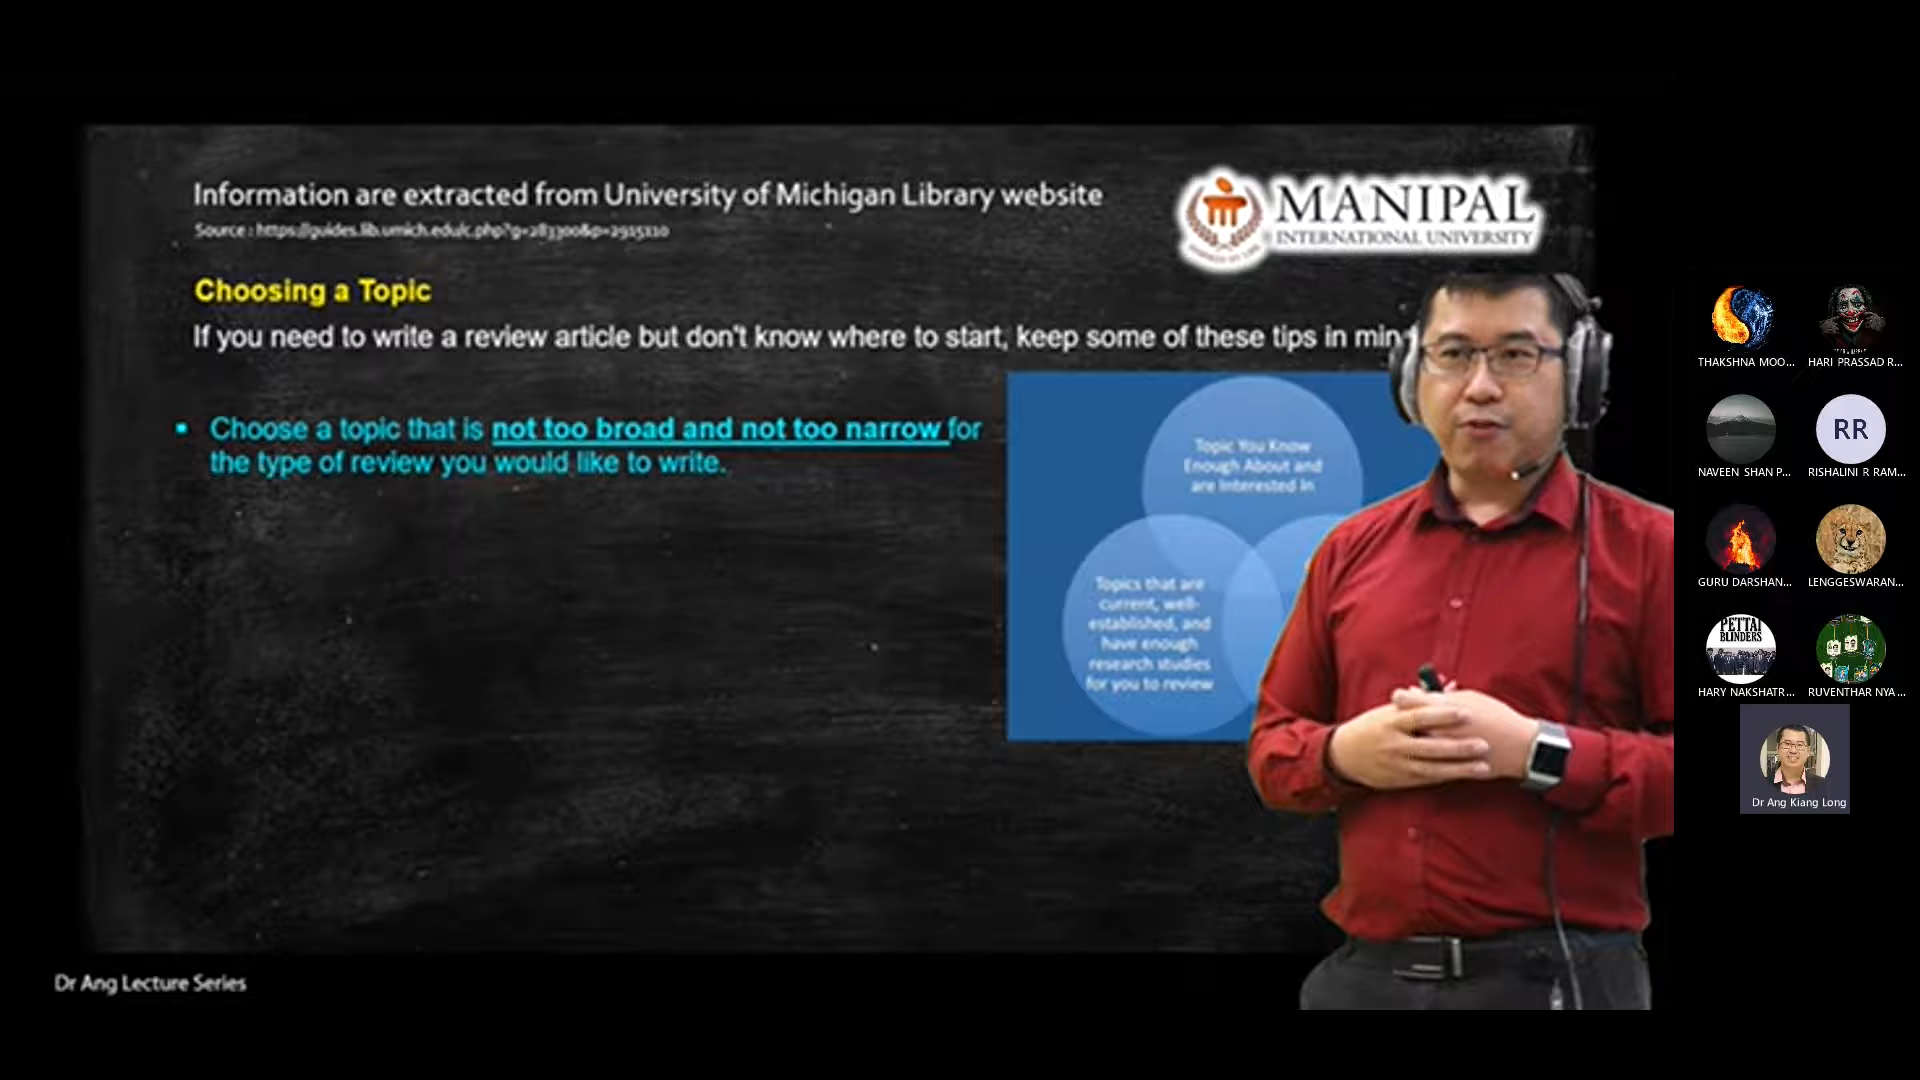 Information are extracted from University of Michigan Library website
Source : https://guides.lib.umich.edu/c.php?g=283300&p=2915110
MANIPAL
INTERNATIONAL UNIVERSITY
Choosing a Topic
If you need to write a review article but don't know where to start, keep some of these tips in min
▪ Choose a topic that is not too broad and not too narrow for
the type of review you would like to write.
Topic You Know
Enough About and
are Interested In
Topics that are
current, well-
established, and
have enough
research studies
for you to review
Dr Ang Lecture Series
THAKSHNA MOO...
HARI PRASSAD R...
NAVEEN SHAN P...
RR
RISHALINI R RAM...
GURU DARSHAN...
LENGGESWARAN...
PETTAI
BLINDERS
HARY NAKSHATR...
RUVENTHAR NYA...
Dr Ang Kiang Long